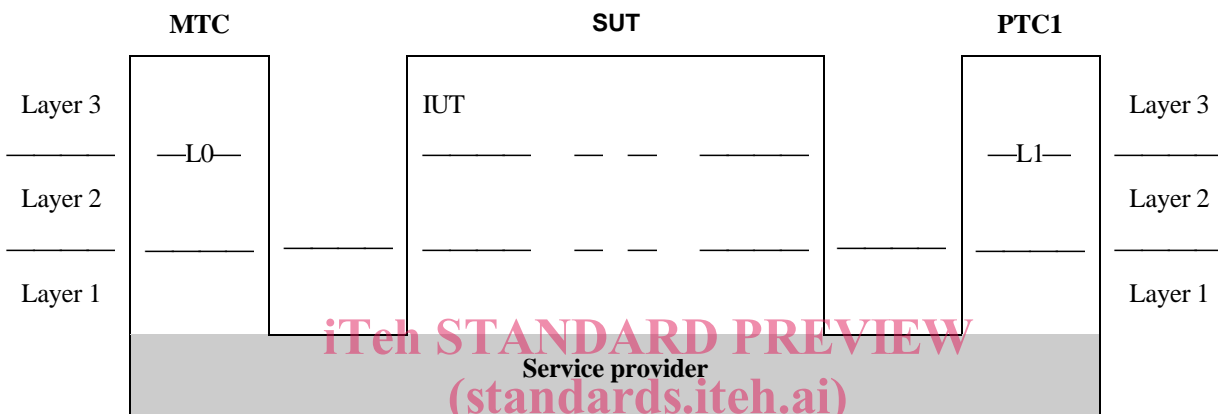 MTC SUT PTC1
Layer 3 IUT Layer 3
L0 L1
Layer 2 Layer 2
Layer 1 Layer 1
iTeh STANDARD PREVIEW
Service provider
(standards.iteh.ai)